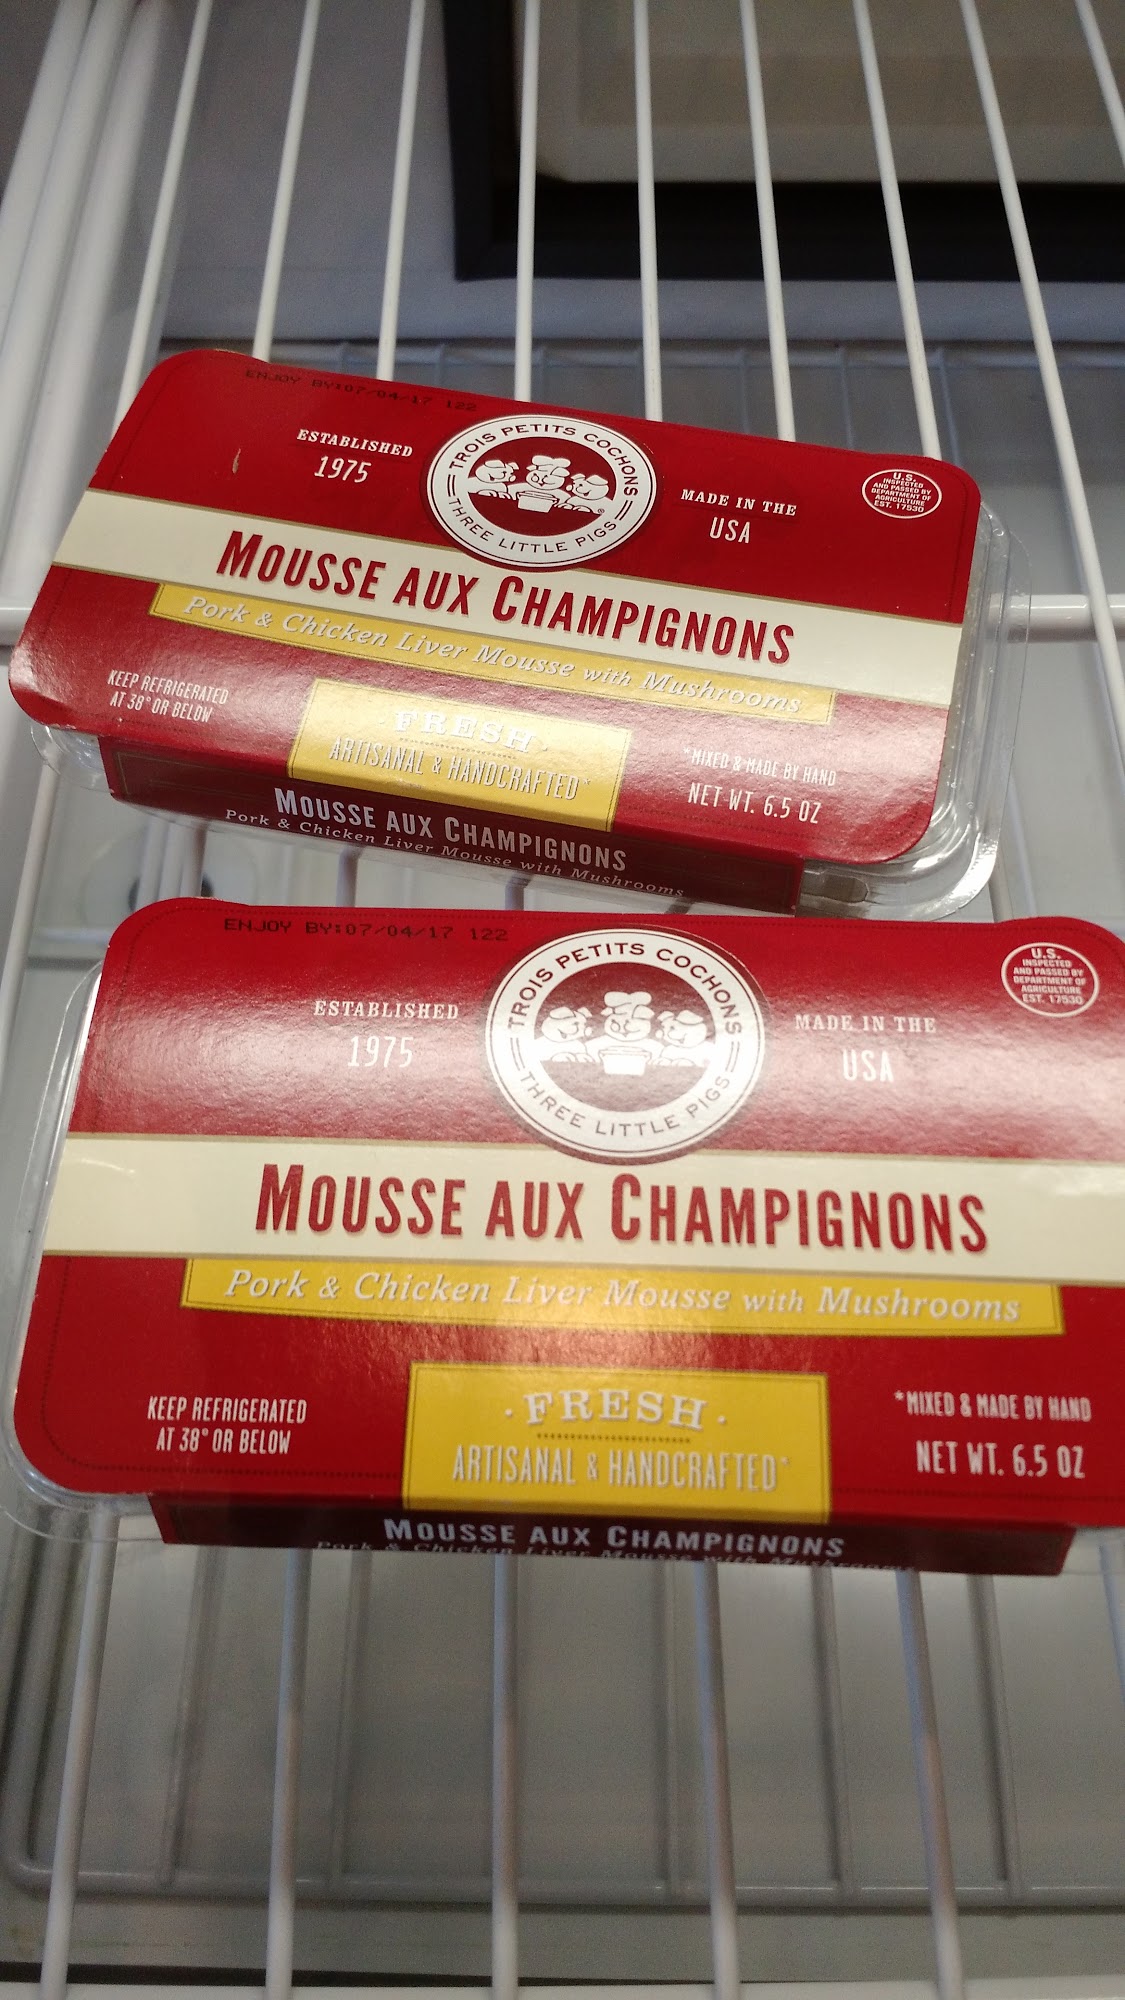 ENJOY BY:07/04/17 122
ESTABLISHED
1975
TROIS PETITS COCHONS
THREE LITTLE PIGS
®
MADE IN THE
USA
U.S.
INSPECTED
AND PASSED BY
DEPARTMENT OF
AGRICULTURE
EST. 17530
MOUSSE AUX CHAMPIGNONS
Pork & Chicken Liver Mousse with Mushrooms
KEEP REFRIGERATED
AT 38° OR BELOW
· FRESH ·
ARTISANAL & HANDCRAFTED*
*MIXED & MADE BY HAND
NET WT. 6.5 OZ
MOUSSE AUX CHAMPIGNONS
Pork & Chicken Liver Mousse with Mushrooms
ENJOY BY:07/04/17 122
ESTABLISHED
1975
TROIS PETITS COCHONS
THREE LITTLE PIGS
MADE IN THE
USA
U.S.
INSPECTED
AND PASSED BY
DEPARTMENT OF
AGRICULTURE
EST. 17530
MOUSSE AUX CHAMPIGNONS
Pork & Chicken Liver Mousse with Mushrooms
KEEP REFRIGERATED
AT 38° OR BELOW
· FRESH ·
ARTISANAL & HANDCRAFTED*
*MIXED & MADE BY HAND
NET WT. 6.5 OZ
MOUSSE AUX CHAMPIGNONS
Pork & Chicken Liver Mousse with Mushrooms